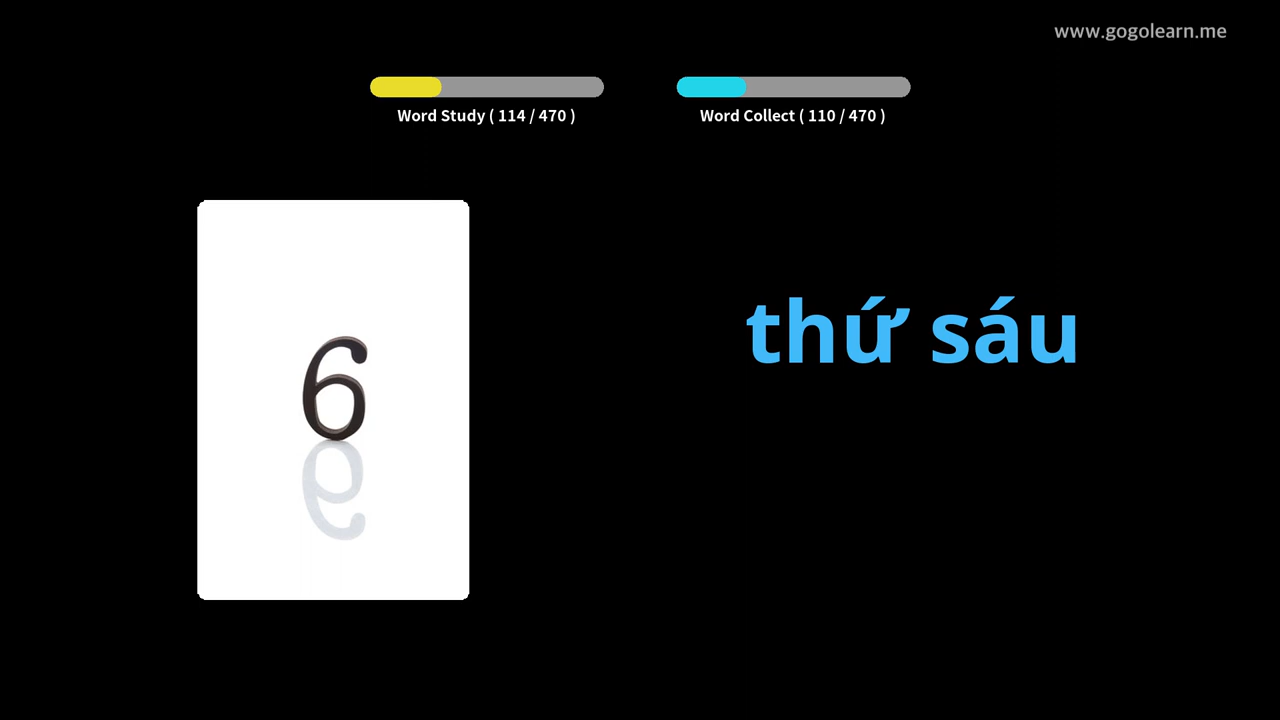 www.gogolearn.me
Word Study ( 114 / 470 )
Word Collect ( 110 / 470 )
6
thứ sáu